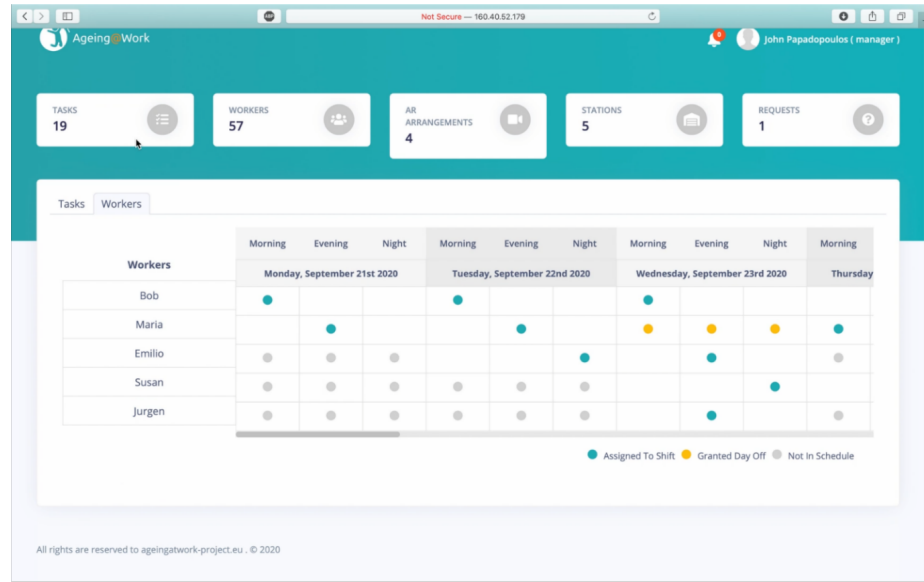 Not Secure — 160.40.52.179
ABP
Ageing@Work
John Papadopoulos ( manager )
TASKS
19
WORKERS
57
AR
ARRANGEMENTS
4
STATIONS
5
REQUESTS
1
Tasks Workers
Morning Evening Night Morning Evening Night Morning Evening Night Morning
Workers
Monday, September 21st 2020 Tuesday, September 22nd 2020 Wednesday, September 23rd 2020 Thursday
Bob
Maria
Emilio
Susan
Jurgen
Assigned To Shift Granted Day Off Not In Schedule
All rights are reserved to ageingatwork-project.eu . © 2020